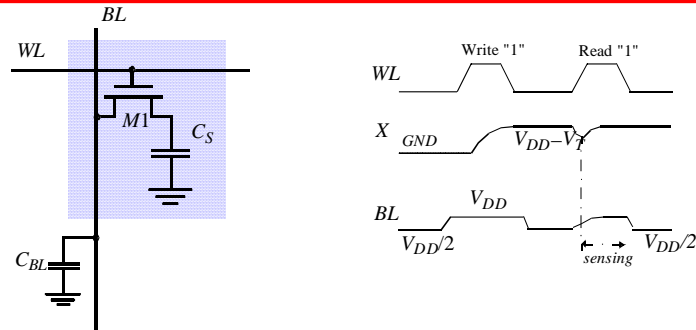 BL
WL
M1
C_S
C_BL
Write "1"
Read "1"
WL
X
GND
V_DD−V_T
BL
V_DD
V_DD/2
V_DD/2
sensing